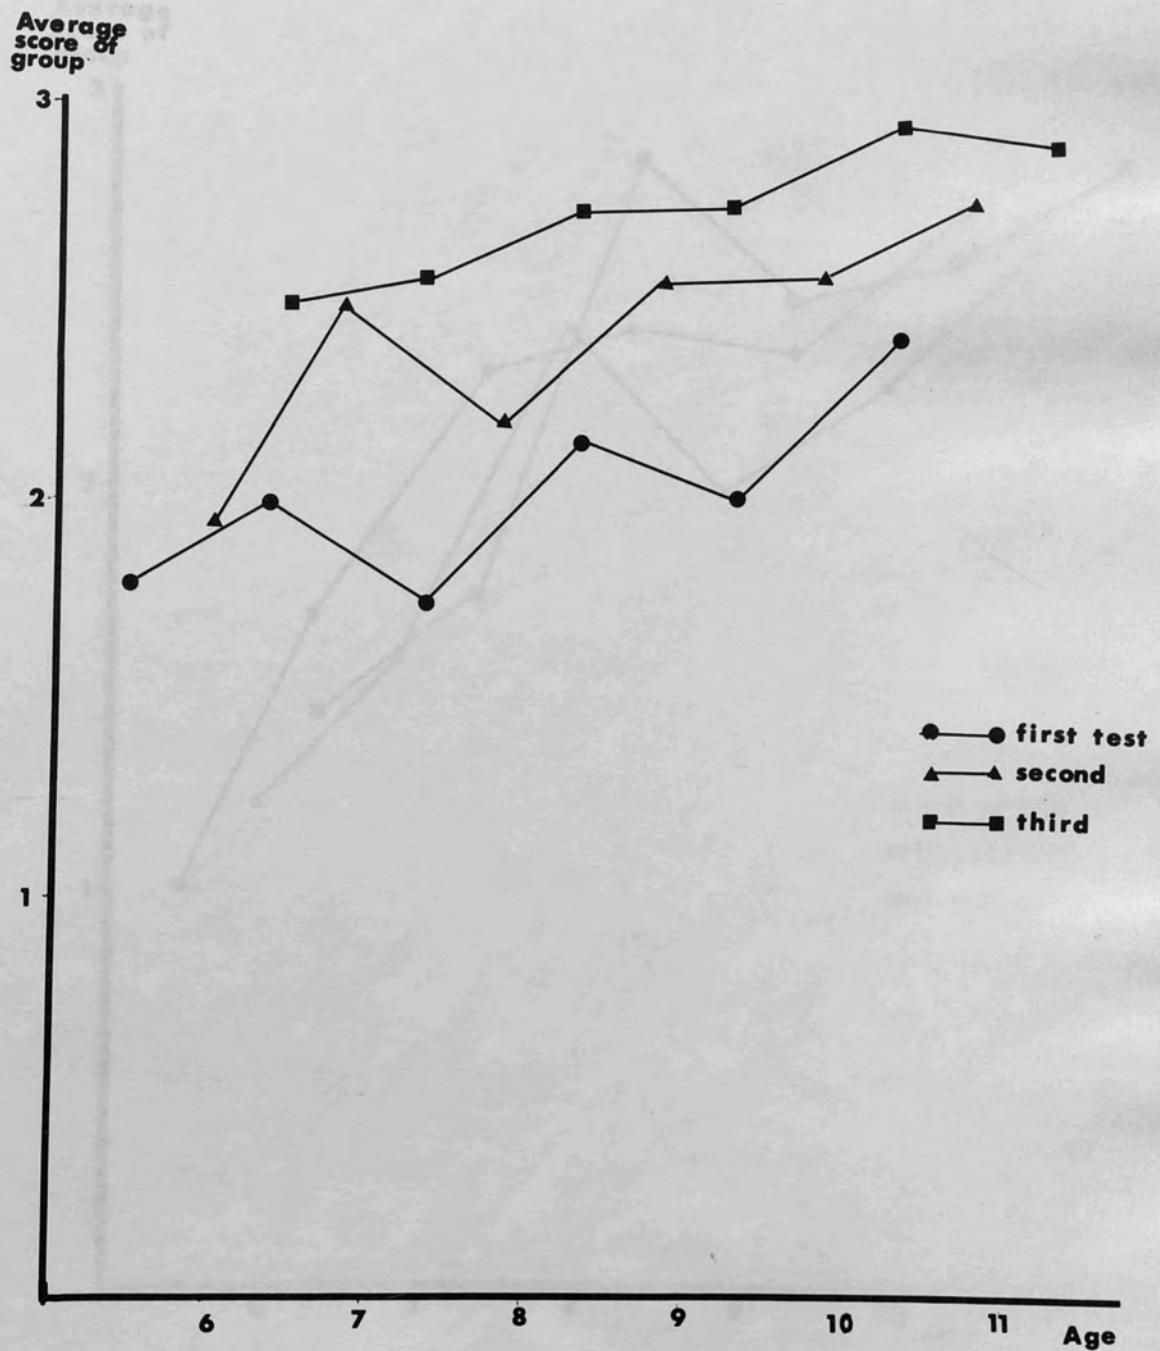 Average
score of
group
3
2
1
first test
second
third
6 7 8 9 10 11
Age